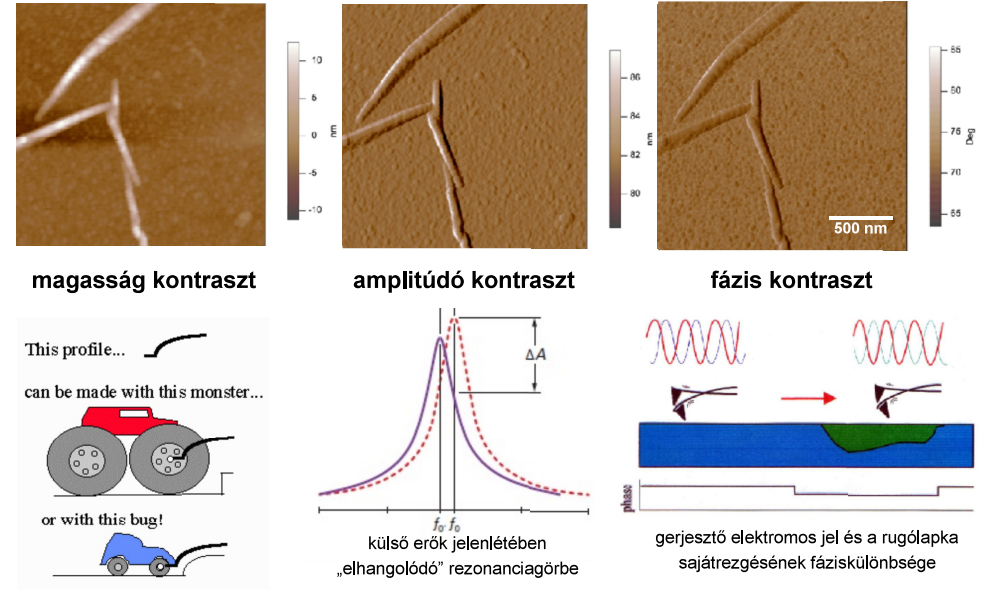 10
5
0
-5
-10
nm
86
84
82
80
nm
85
80
75
70
65
Deg
500 nm
magasság kontraszt
amplitúdó kontraszt
fázis kontraszt
This profile...
can be made with this monster...
or with this bug!
ΔA
f₀' f₀
külső erők jelenlétében
„elhangolódó” rezonanciagörbe
phase
gerjesztő elektromos jel és a rugólapka
sajátrezgésének fáziskülönbsége